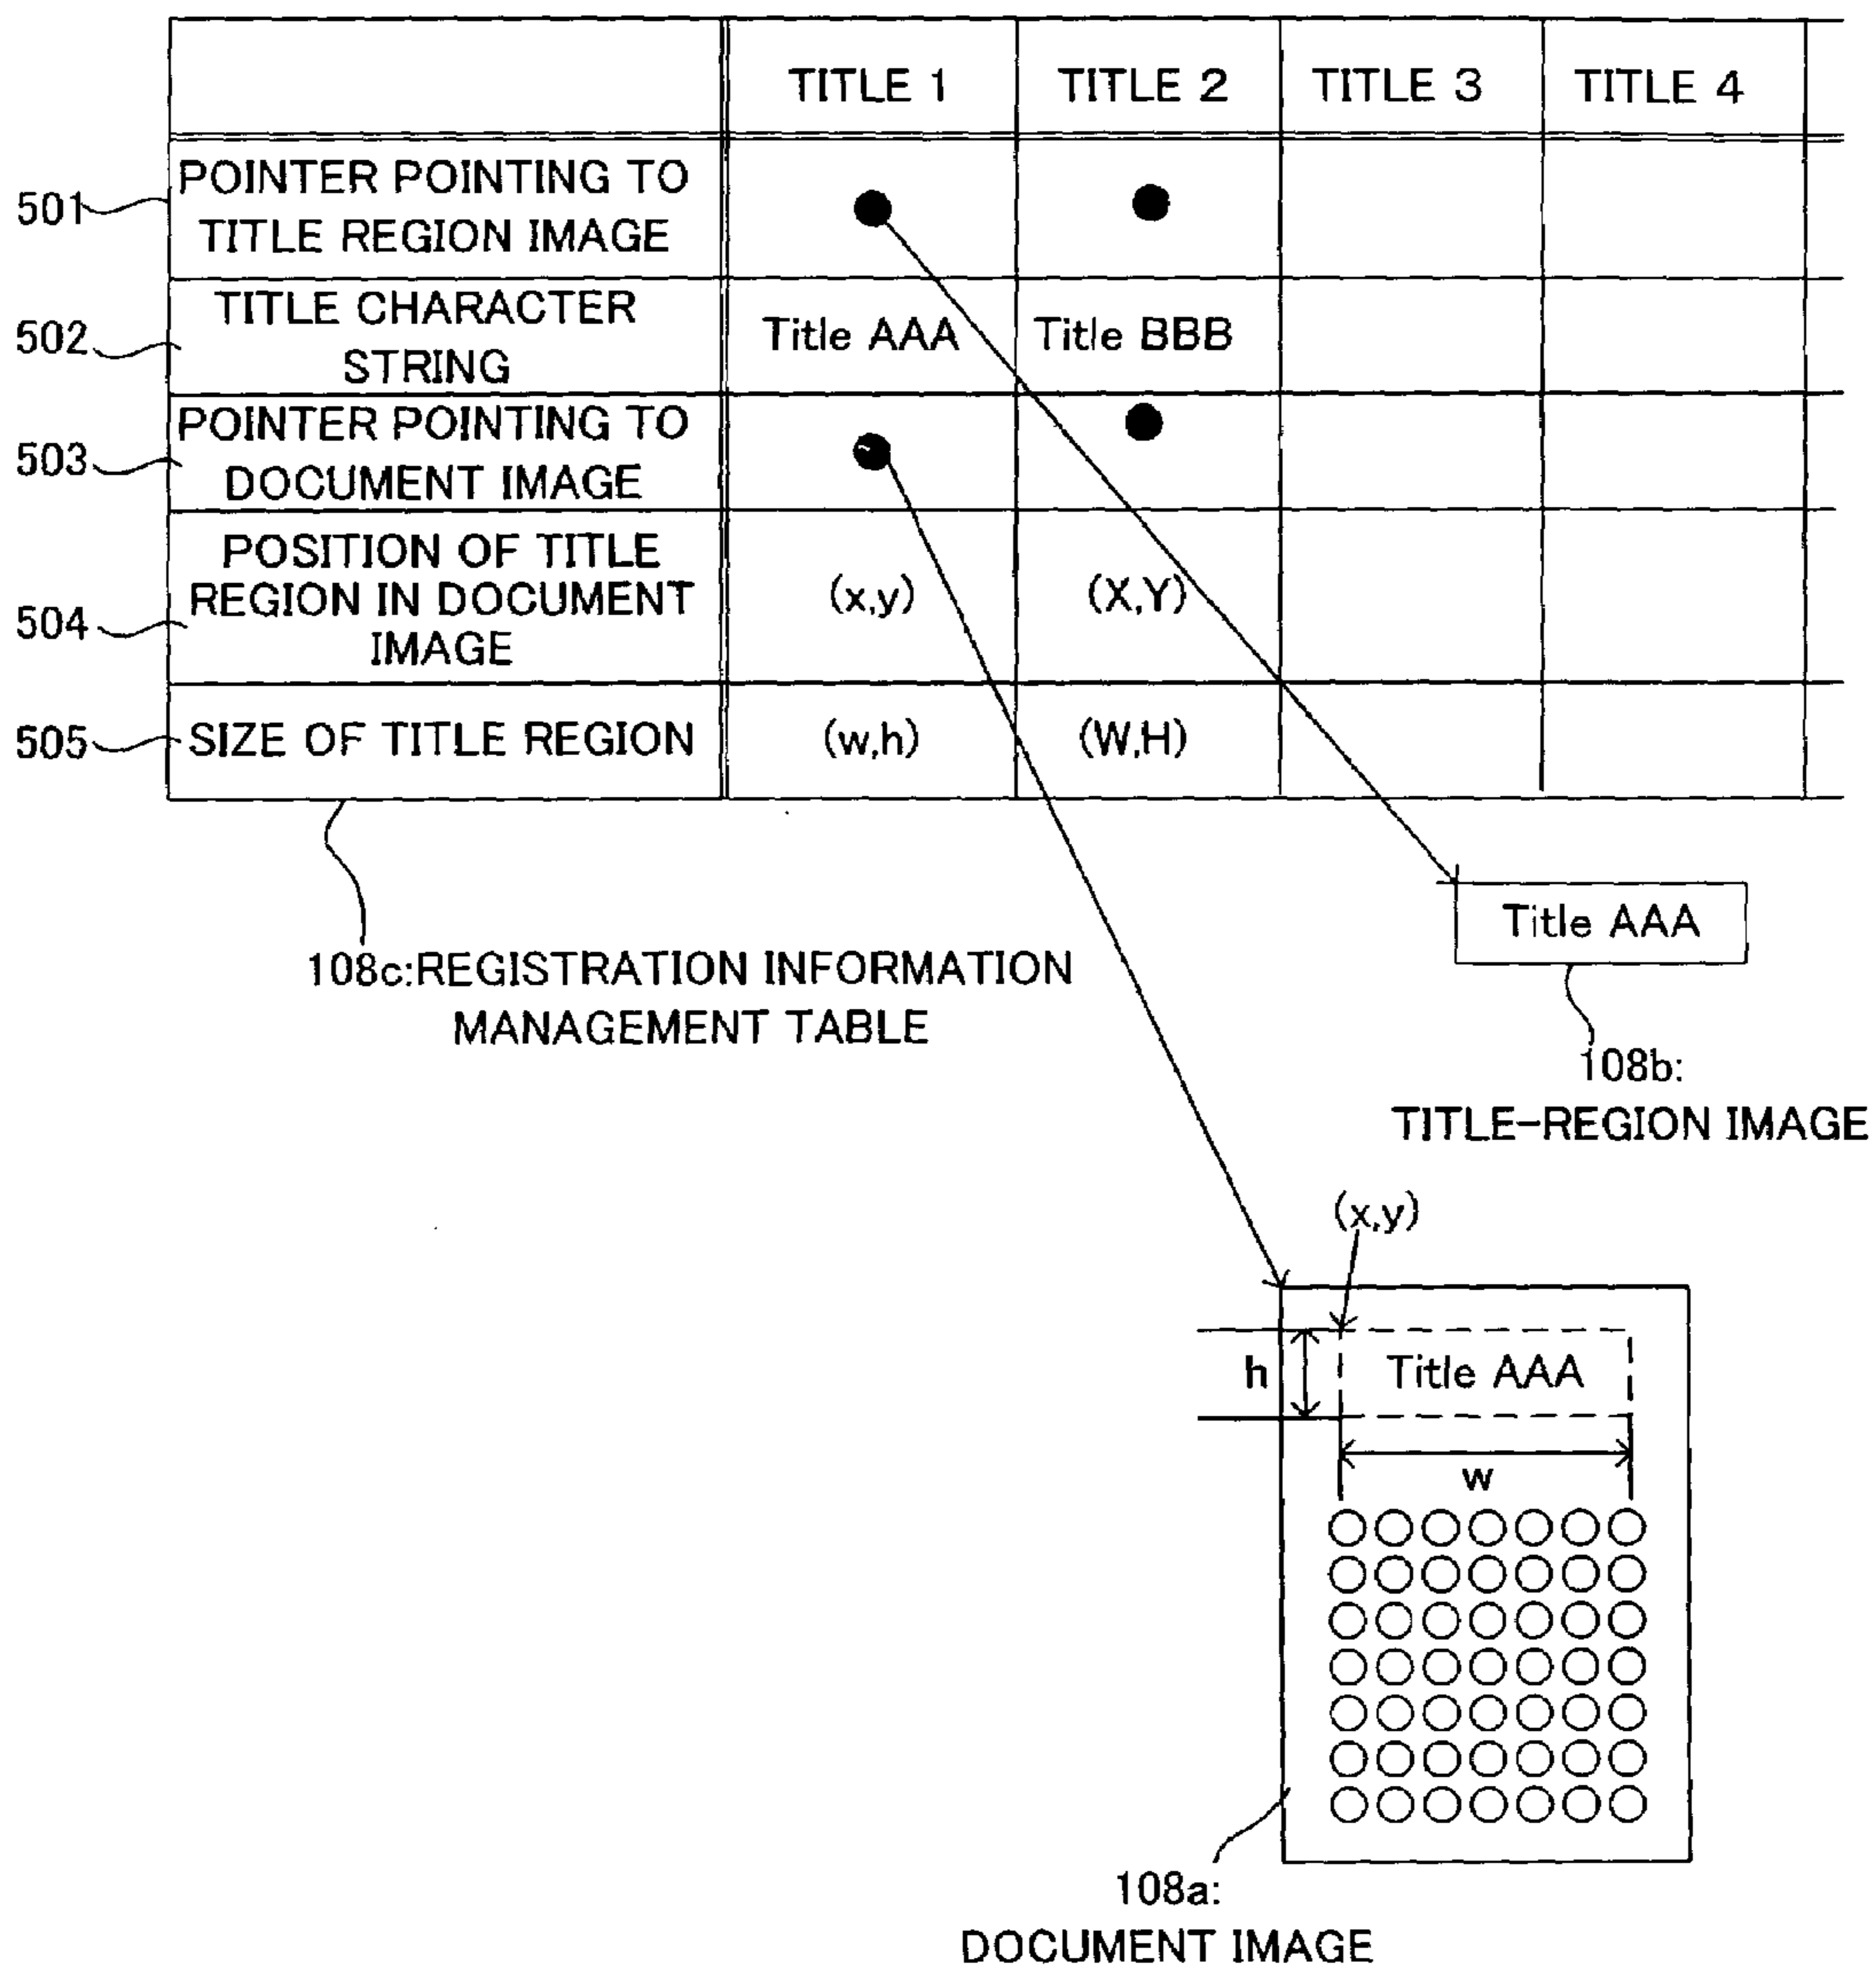 TITLE 1 TITLE 2 TITLE 3 TITLE 4
501 POINTER POINTING TO
TITLE REGION IMAGE
502 TITLE CHARACTER
STRING
Title AAA Title BBB
503 POINTER POINTING TO
DOCUMENT IMAGE
504 POSITION OF TITLE
REGION IN DOCUMENT
IMAGE
(x,y) (X,Y)
505 SIZE OF TITLE REGION (w,h) (W,H)
108c:REGISTRATION INFORMATION
MANAGEMENT TABLE
Title AAA
108b:
TITLE-REGION IMAGE
(x,y)
h Title AAA
w
108a:
DOCUMENT IMAGE